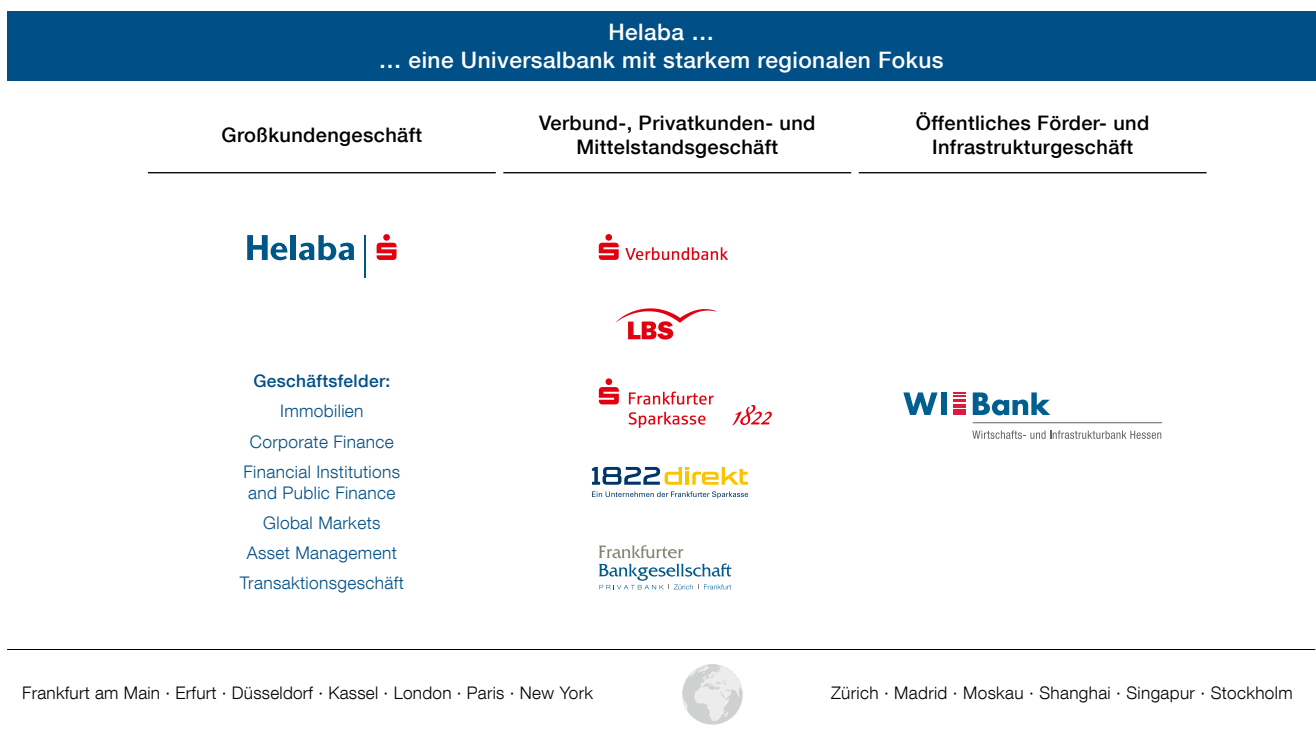 Helaba ...
... eine Universalbank mit starkem regionalen Fokus
Großkundengeschäft
Verbund-, Privatkunden- und
Mittelstandsgeschäft
Öffentliches Förder- und
Infrastrukturgeschäft
Helaba
Verbundbank
LBS
Geschäftsfelder:
Immobilien
Corporate Finance
Financial Institutions
and Public Finance
Global Markets
Asset Management
Transaktionsgeschäft
Frankfurter
Sparkasse 1822
1822direkt
Ein Unternehmen der Frankfurter Sparkasse
Frankfurter
Bankgesellschaft
PRIVATBANK | Zürich | Frankfurt
WIBank
Wirtschafts- und Infrastrukturbank Hessen
Frankfurt am Main · Erfurt · Düsseldorf · Kassel · London · Paris · New York
Zürich · Madrid · Moskau · Shanghai · Singapur · Stockholm